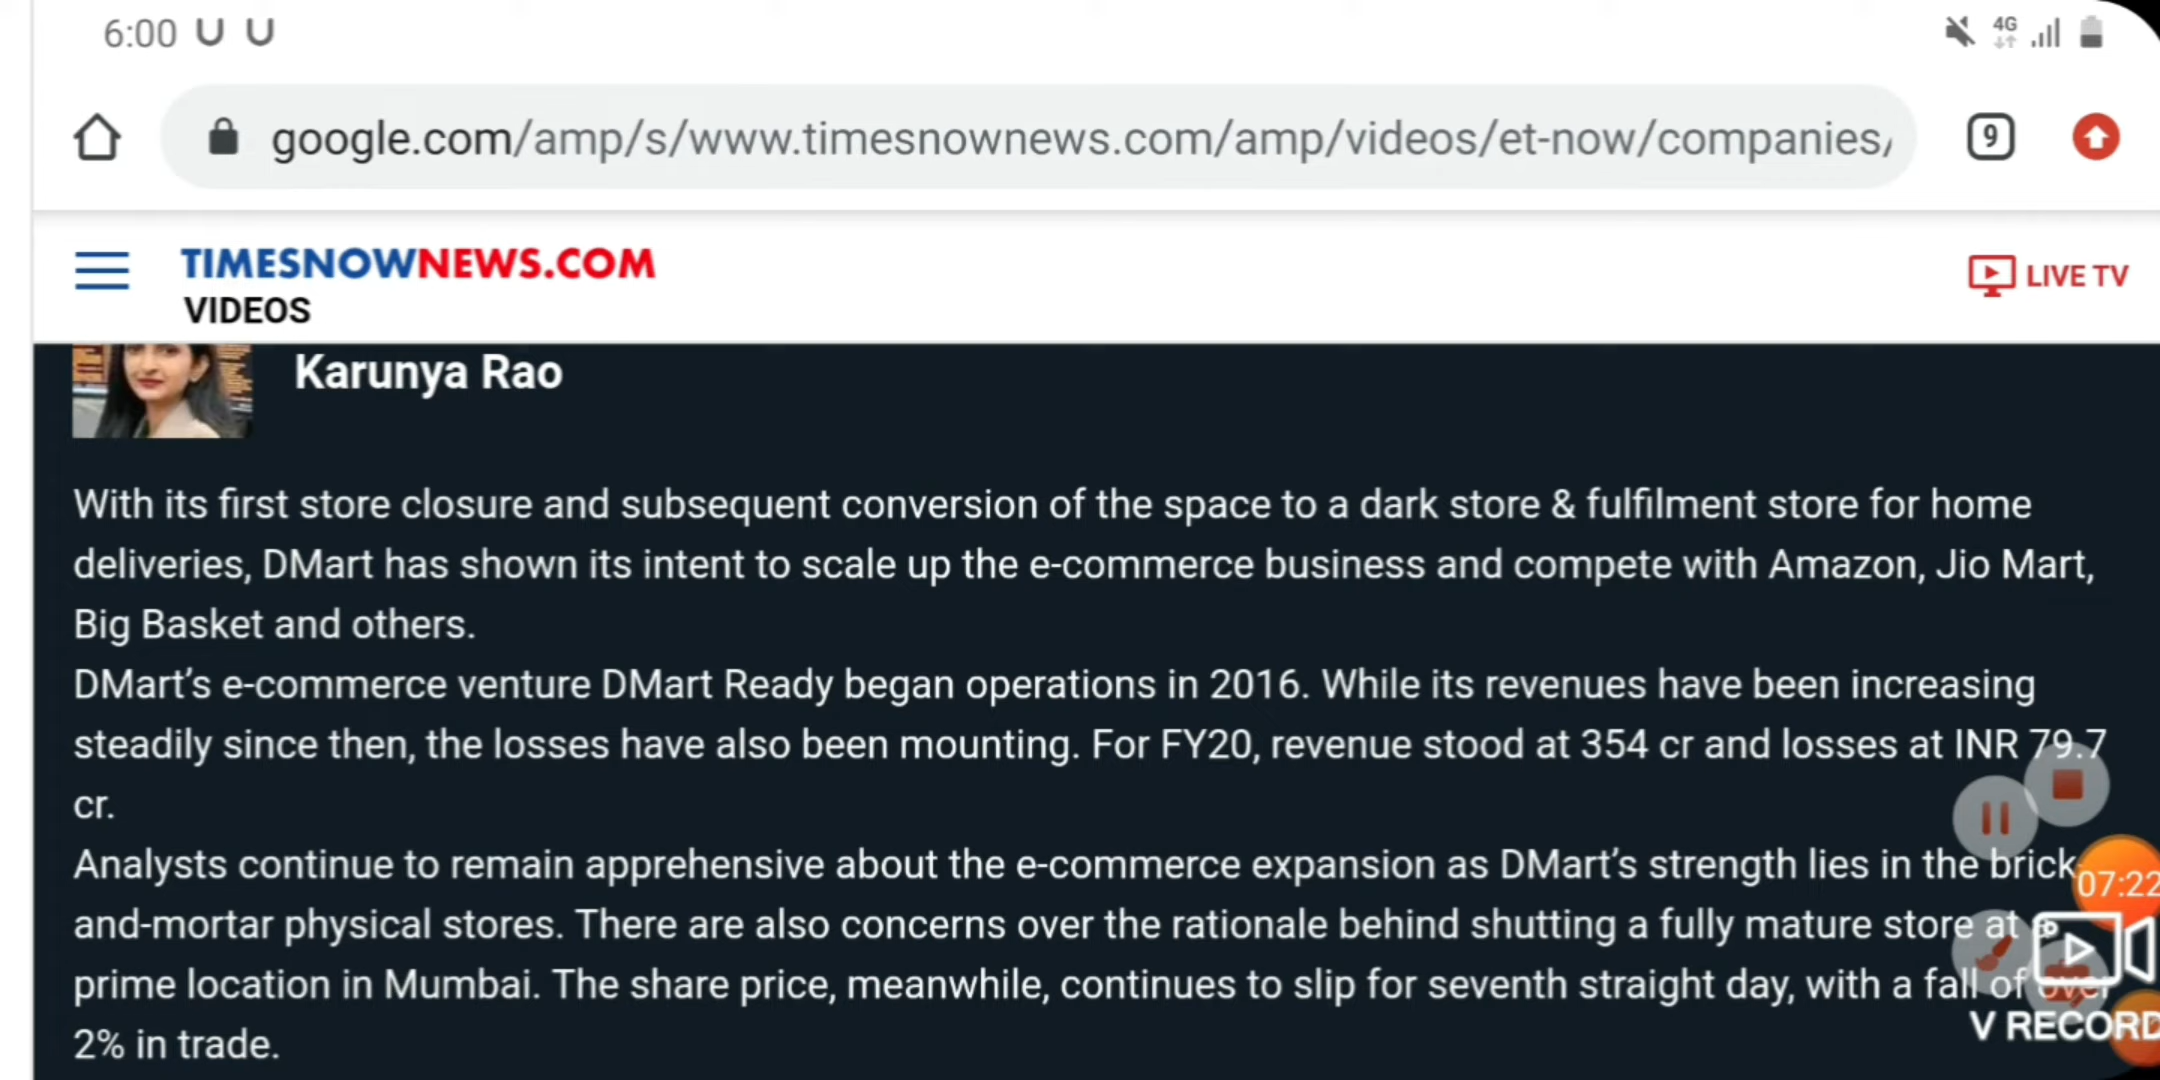 6:00
4G
google.com/amp/s/www.timesnownews.com/amp/videos/et-now/companies/
9
TIMESNOWNEWS.COM
LIVE TV
VIDEOS
Karunya Rao
With its first store closure and subsequent conversion of the space to a dark store & fulfilment store for home
deliveries, DMart has shown its intent to scale up the e-commerce business and compete with Amazon, Jio Mart,
Big Basket and others.
DMart's e-commerce venture DMart Ready began operations in 2016. While its revenues have been increasing
steadily since then, the losses have also been mounting. For FY20, revenue stood at 354 cr and losses at INR 79.7
cr.
Analysts continue to remain apprehensive about the e-commerce expansion as DMart's strength lies in the brick-
07:22
and-mortar physical stores. There are also concerns over the rationale behind shutting a fully mature store at
prime location in Mumbai. The share price, meanwhile, continues to slip for seventh straight day, with a fall of over
V RECORD
2% in trade.